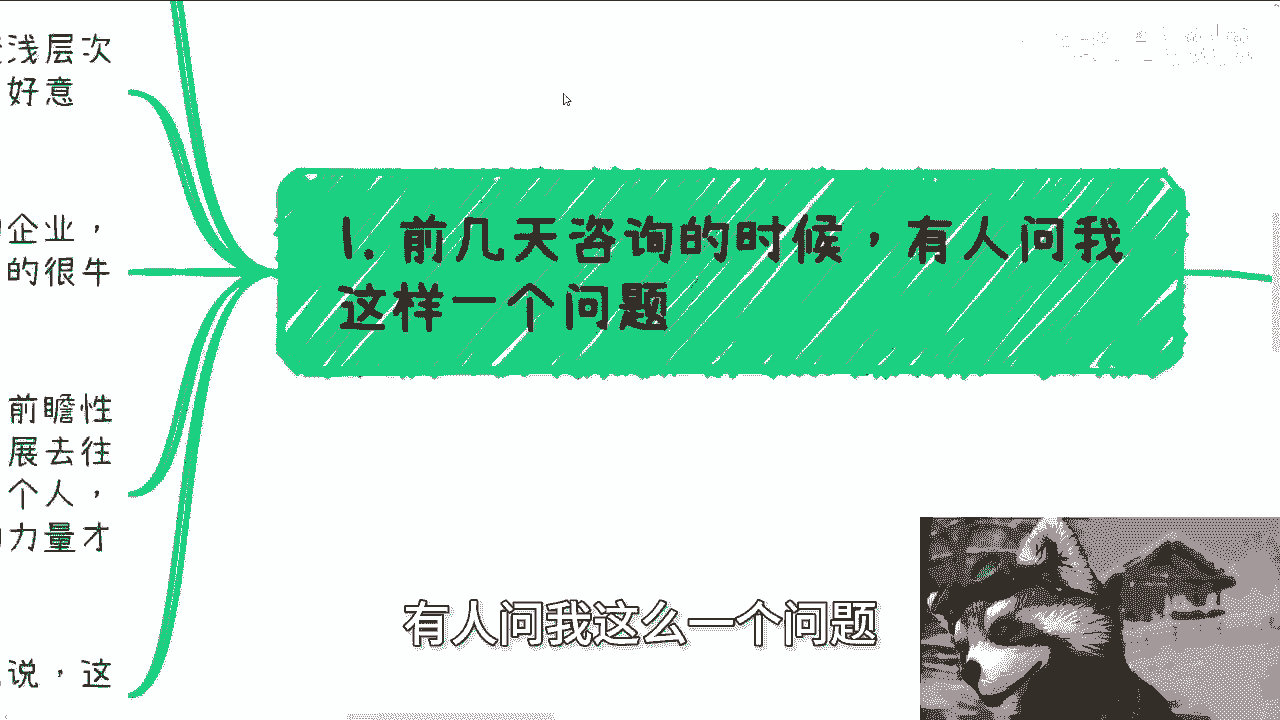 浅层次
好意
企业，
的很牛
前瞻性
展去往
个人，
力量才
说，这
1. 前几天咨询的时候，有人问我
这样一个问题
有人问我这么一个问题